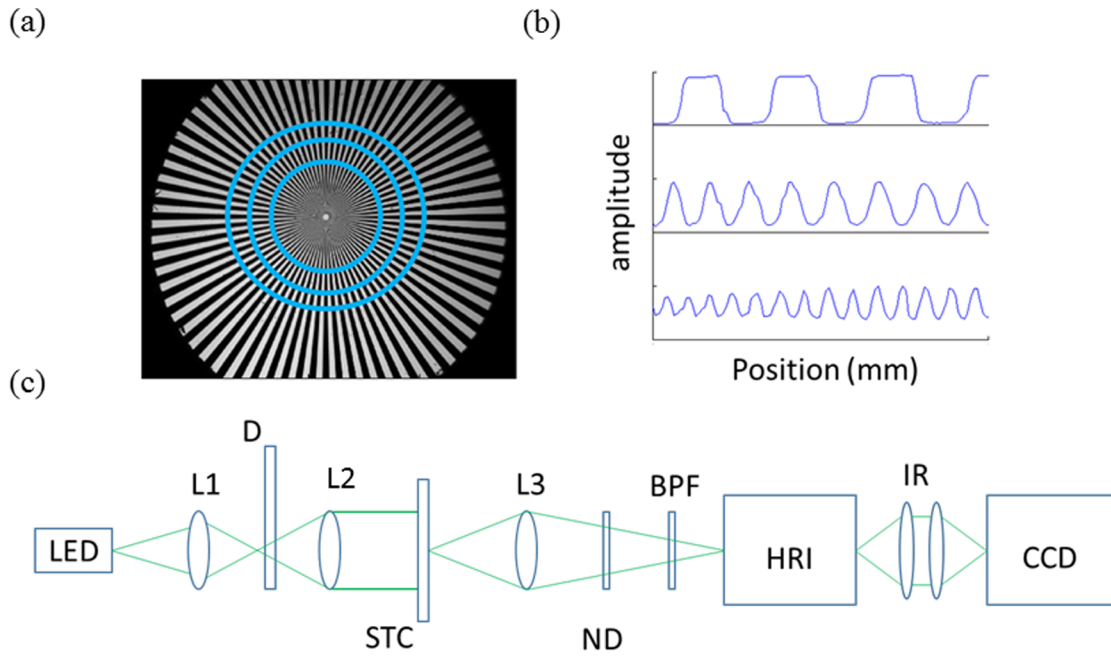 (a)
(b)
amplitude
Position (mm)
(c)
D
L1
L2
L3
BPF
IR
LED
HRI
CCD
STC
ND